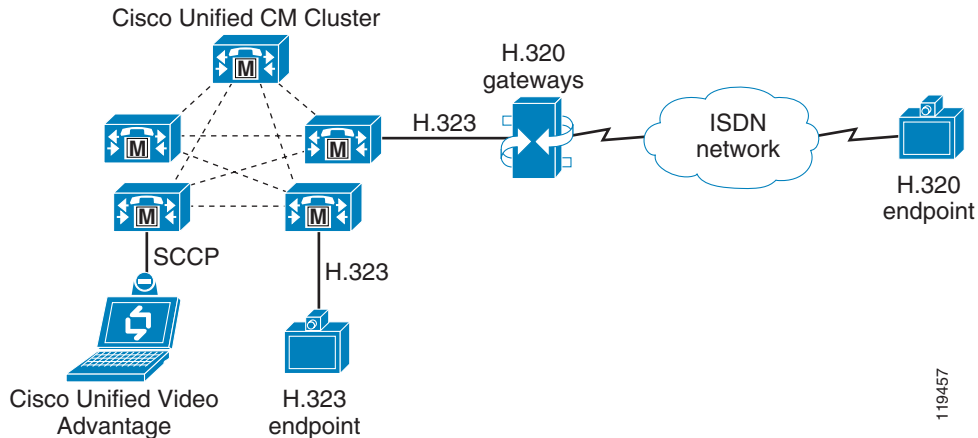 Cisco Unified CM Cluster
M
M
M
M
M
H.323
H.320
gateways
ISDN
network
H.320
endpoint
SCCP
H.323
Cisco Unified Video
Advantage
H.323
endpoint
119457